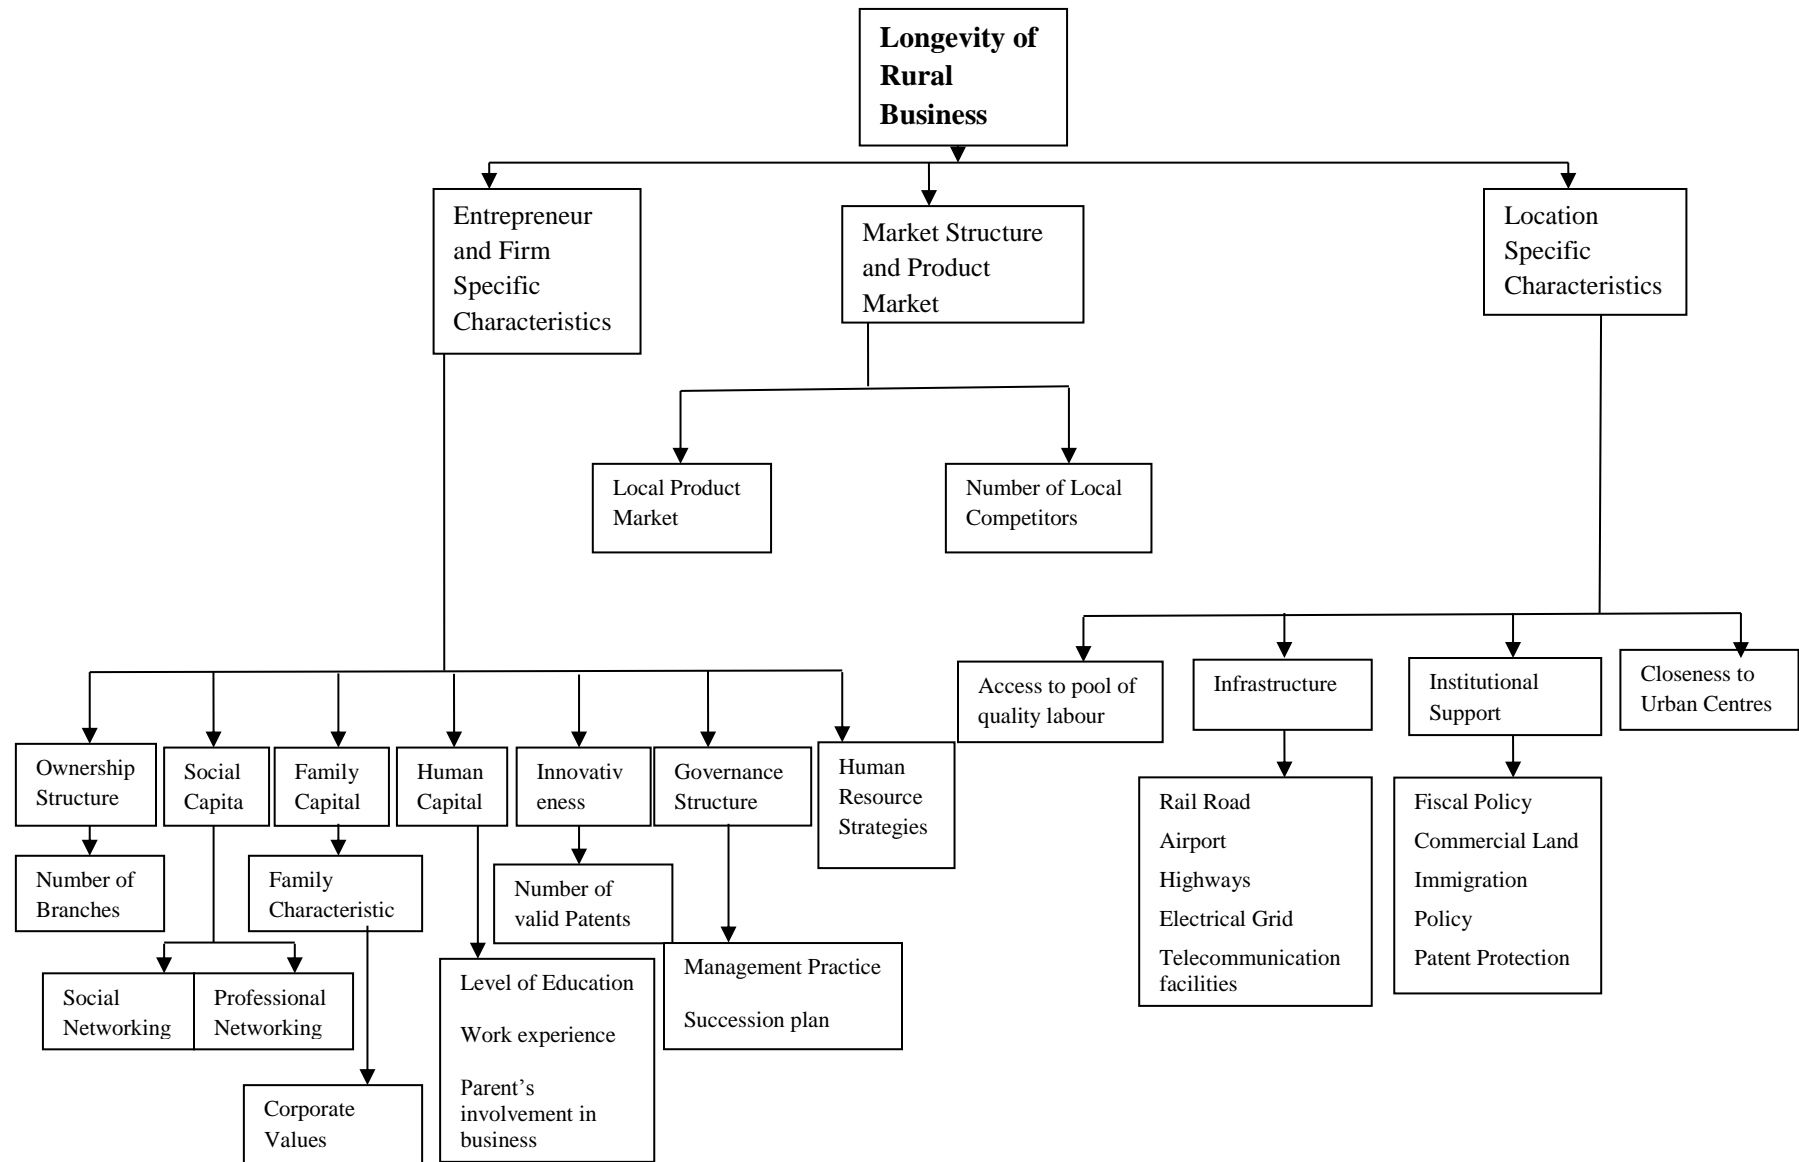 Longevity of
Rural
Business
Entrepreneur
and Firm
Specific
Characteristics
Market Structure
and Product
Market
Location
Specific
Characteristics
Local Product
Market
Number of Local
Competitors
Access to pool of
quality labour
Infrastructure
Institutional
Support
Closeness to
Urban Centres
Ownership
Structure
Social
Capita
Family
Capital
Human
Capital
Innovativ
eness
Governance
Structure
Human
Resource
Strategies
Rail Road
Airport
Highways
Electrical Grid
Telecommunication
facilities
Fiscal Policy
Commercial Land
Immigration
Policy
Patent Protection
Number of
Branches
Family
Characteristic
Number of
valid Patents
Social
Networking
Professional
Networking
Level of Education
Work experience
Parent’s
involvement in
business
Management Practice
Succession plan
Corporate
Values